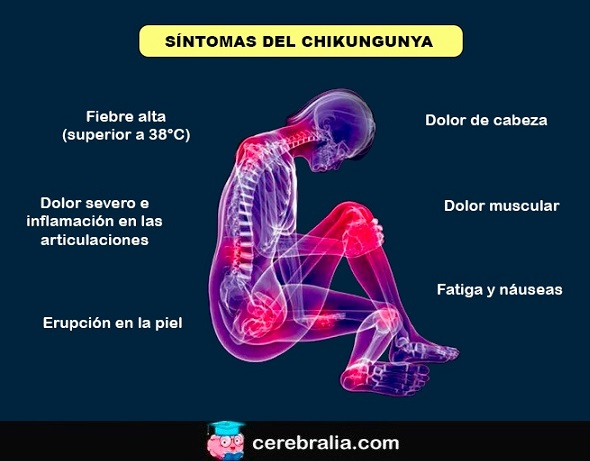 SÍNTOMAS DEL CHIKUNGUNYA
Fiebre alta
(superior a 38°C)
Dolor severo e
inflamación en las
articulaciones
Erupción en la piel
Dolor de cabeza
Dolor muscular
Fatiga y náuseas
cerebralia.com